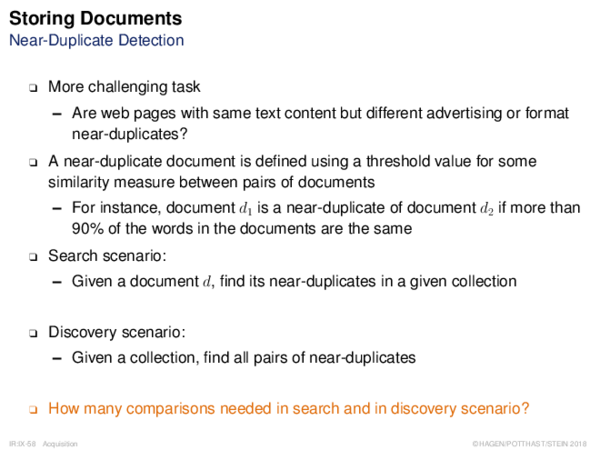 Storing Documents
Near-Duplicate Detection
❑ More challenging task
– Are web pages with same text content but different advertising or format
near-duplicates?
❑ A near-duplicate document is defined using a threshold value for some
similarity measure between pairs of documents
– For instance, document d1 is a near-duplicate of document d2 if more than
90% of the words in the documents are the same
❑ Search scenario:
– Given a document d, find its near-duplicates in a given collection
❑ Discovery scenario:
– Given a collection, find all pairs of near-duplicates
❑ How many comparisons needed in search and in discovery scenario?
IR:IX-58 Acquisition ©HAGEN/POTTHAST/STEIN 2018